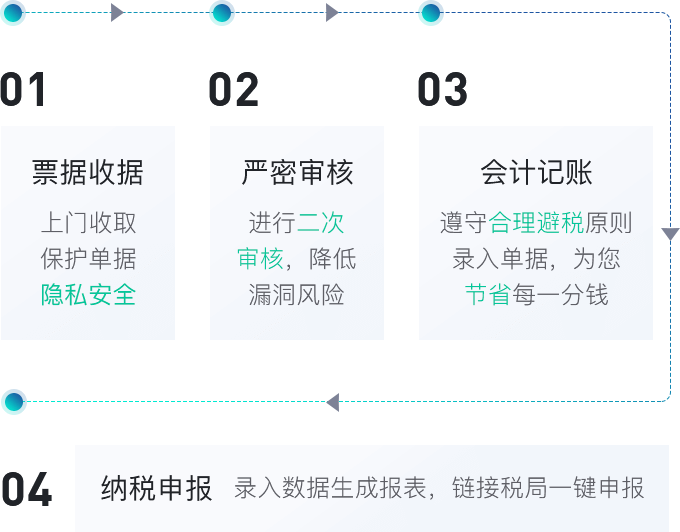 01
票据收据
上门收取
保护单据
隐私安全
02
严密审核
进行二次
审核，降低
漏洞风险
03
会计记账
遵守合理避税原则
录入单据，为您
节省每一分钱
04
纳税申报
录入数据生成报表，链接税局一键申报